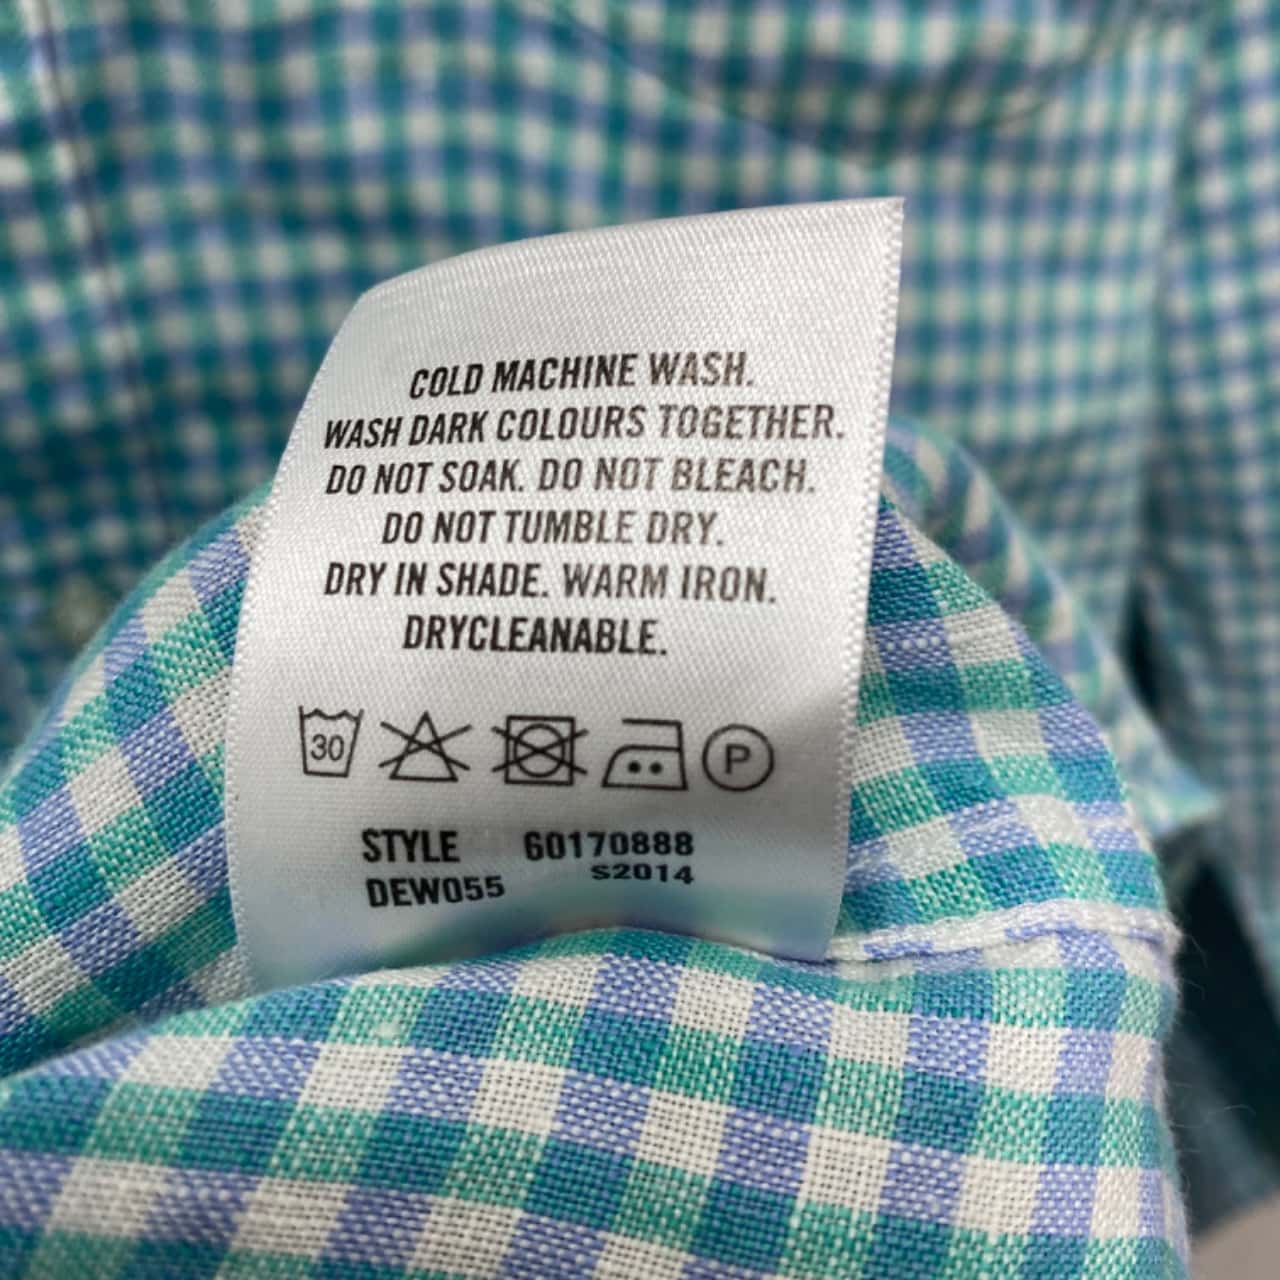 COLD MACHINE WASH.
WASH DARK COLOURS TOGETHER.
DO NOT SOAK. DO NOT BLEACH.
DO NOT TUMBLE DRY.
DRY IN SHADE. WARM IRON.
DRYCLEANABLE.
30 P
STYLE 60170888
DEW055 S2014